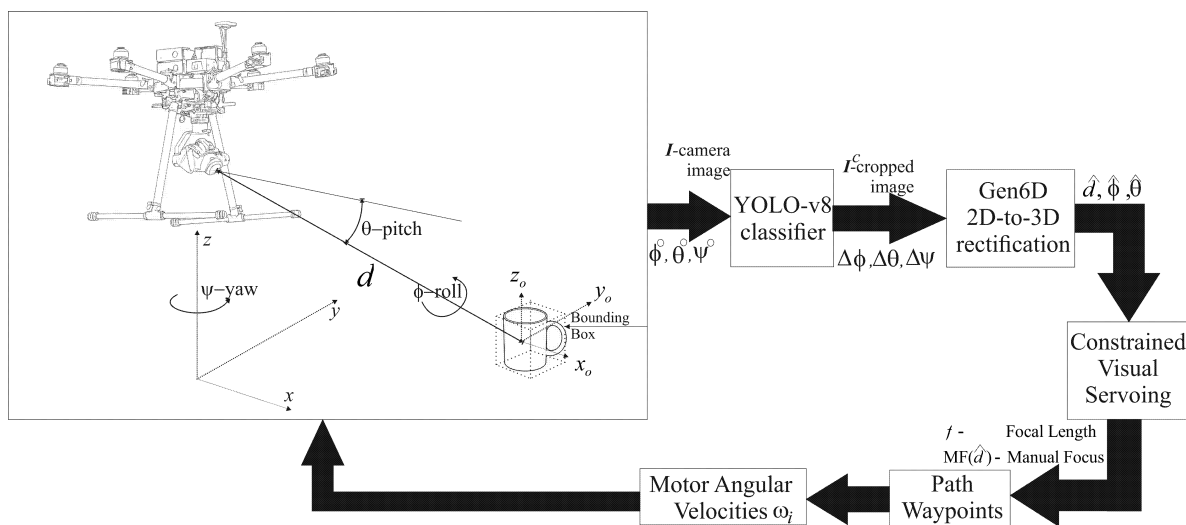 θ-pitch
z
d
ψ-yaw
ϕ-roll
z_o
y_o
y
Bounding
Box
x_o
x
I-camera
image
ϕ°, θ°, ψ°
YOLO-v8
classifier
I^c-cropped
image
Δϕ,Δθ,Δψ
Gen6D
2D-to-3D
rectification
d̂, ϕ̂, θ̂
Constrained
Visual
Servoing
f - Focal Length
MF(d̂) - Manual Focus
Path
Waypoints
Motor Angular
Velocities ω_i